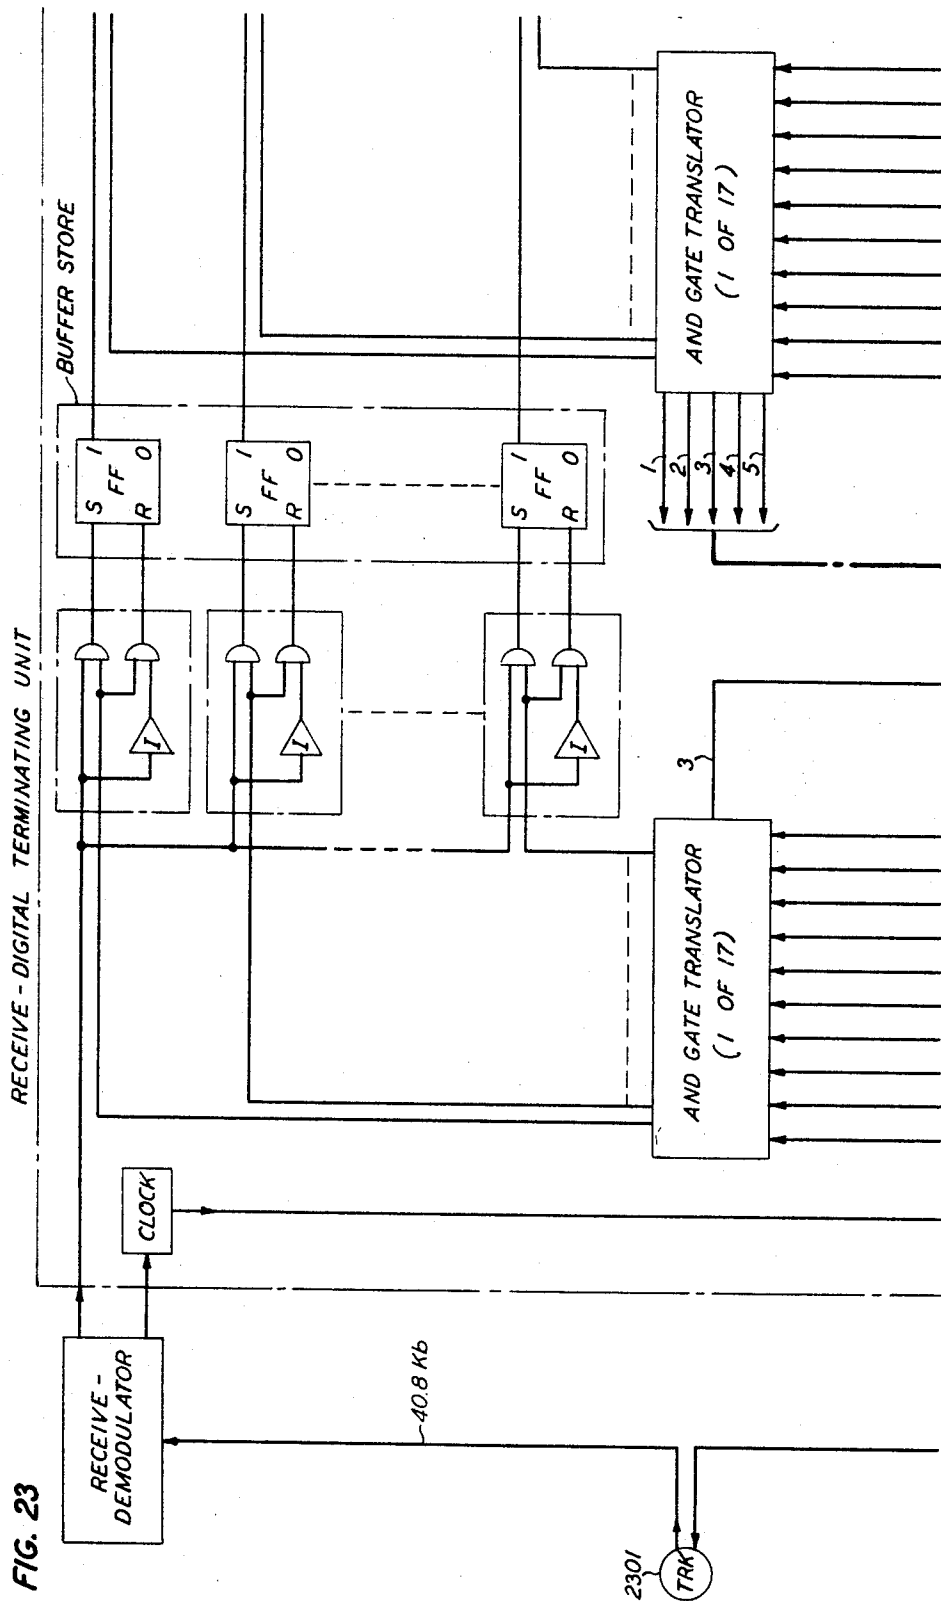 FIG. 23
RECEIVE-DIGITAL TERMINATING UNIT
RECEIVE-
DEMODULATOR
CLOCK
BUFFER STORE
I
S
R
FF
1
0
I
S
R
FF
1
0
I
S
R
FF
1
0
40.8 Kb
2301
TRK
AND GATE TRANSLATOR
(1 OF 17)
3
1
2
3
4
5
AND GATE TRANSLATOR
(1 OF 17)